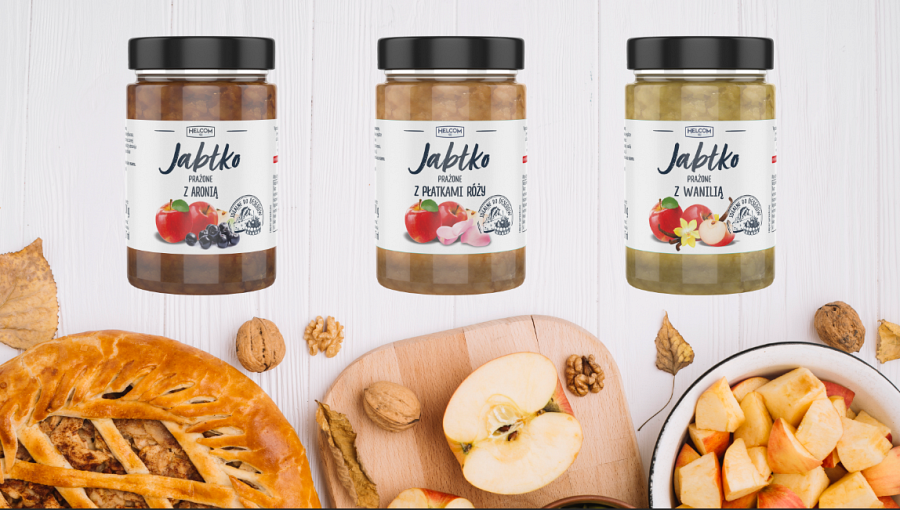 HELCOM
Jabłko
PRAŻONE
Z ARONIĄ
HELCOM
Jabłko
PRAŻONE
Z PŁATKAMI RÓŻY
HELCOM
Jabłko
PRAŻONE
Z WANILIĄ